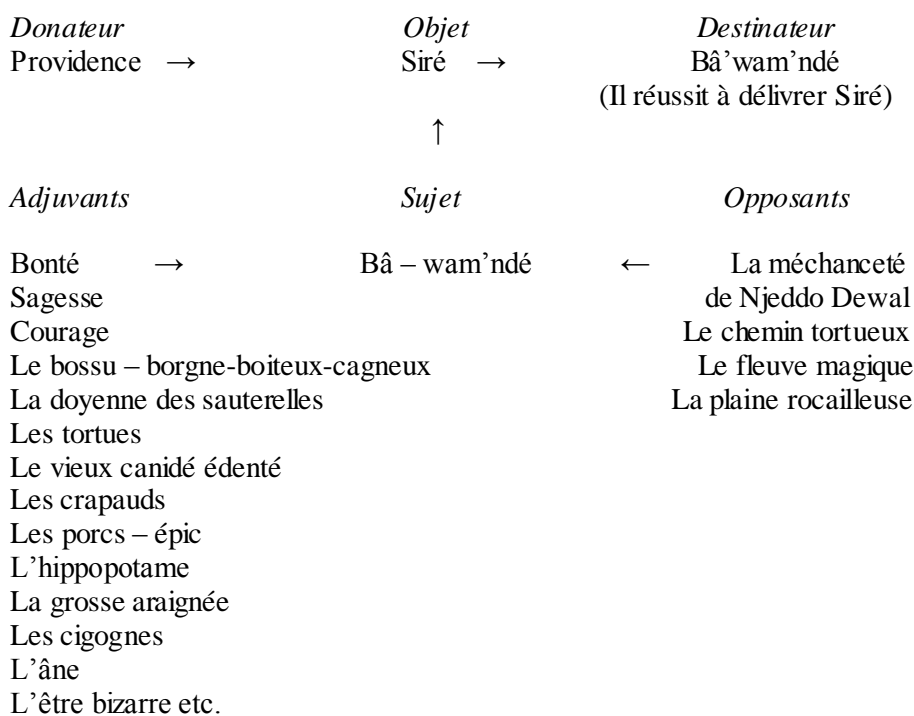 Donateur Objet Destinateur
Providence → Siré → Bâ’wam’ndé
(Il réussit à délivrer Siré)
↑
Adjuvants Sujet Opposants
Bonté → Bâ – wam’ndé ← La méchanceté
Sagesse de Njeddo Dewal
Courage Le chemin tortueux
Le bossu – borgne-boiteux-cagneux Le fleuve magique
La doyenne des sauterelles La plaine rocailleuse
Les tortues
Le vieux canidé édenté
Les crapauds
Les porcs – épic
L’hippopotame
La grosse araignée
Les cigognes
L’âne
L’être bizarre etc.